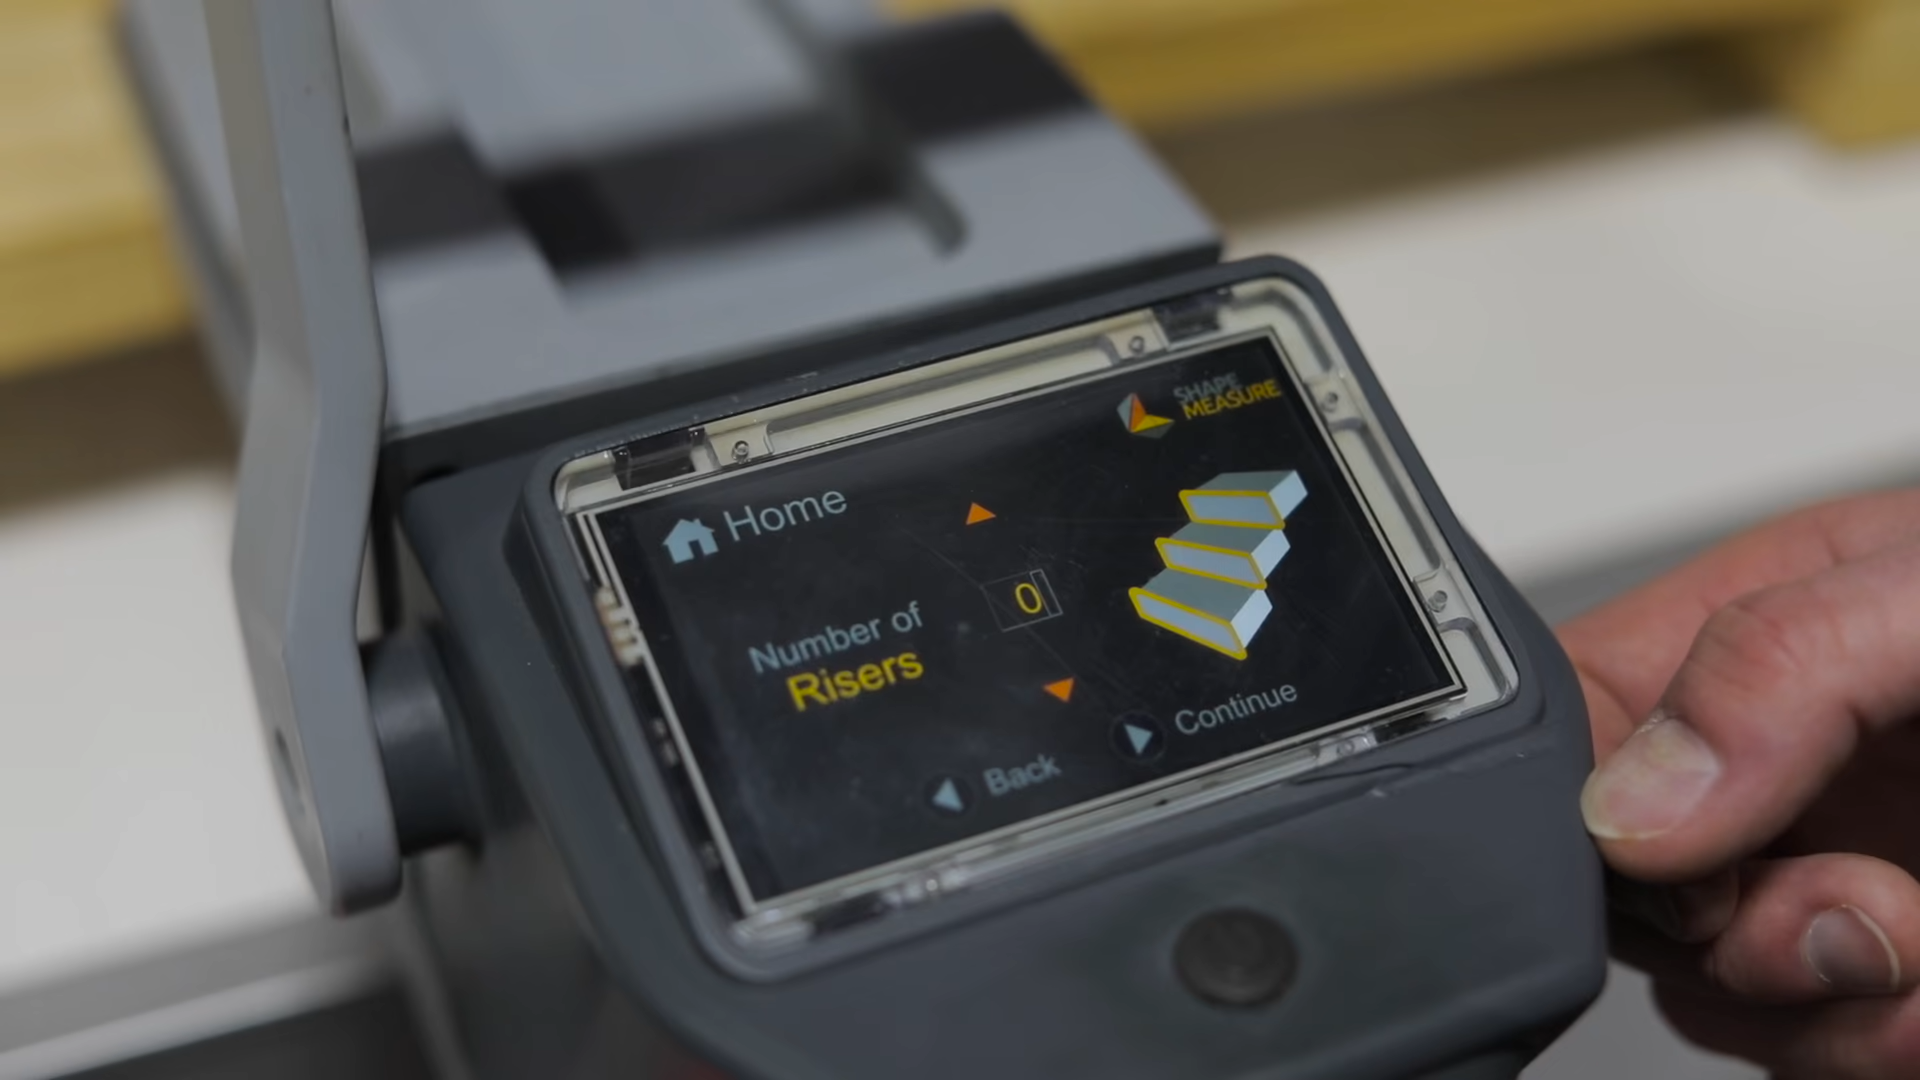 SHAPE
MEASURE
Home
0
Number of
Risers
Continue
Back